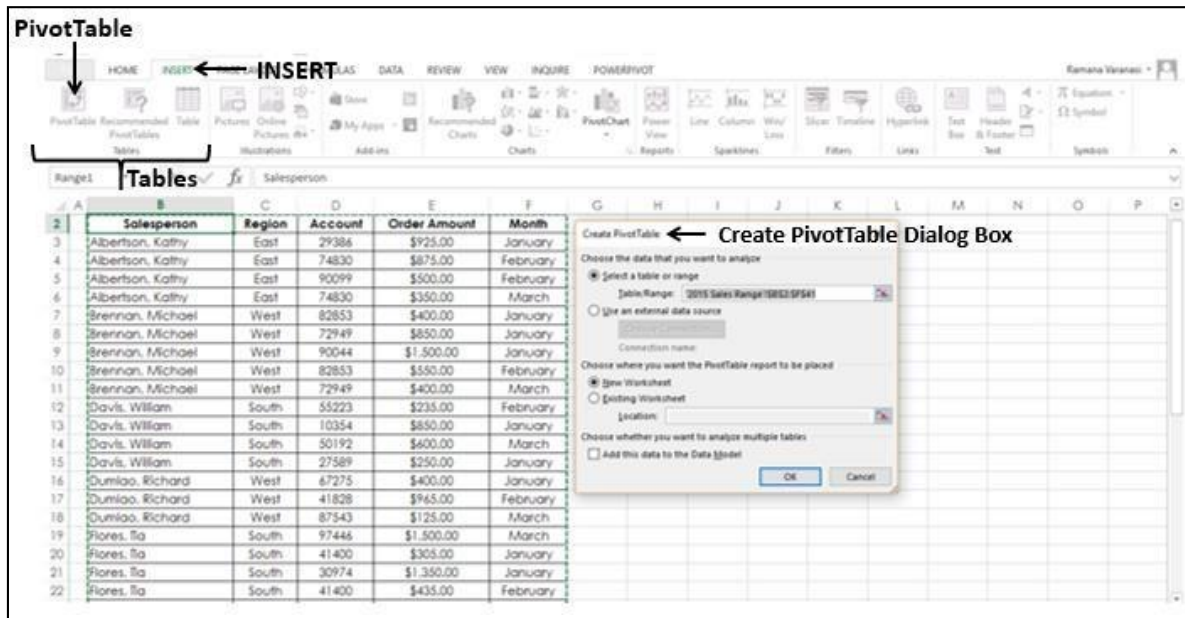 PivotTable
HOME INSERT INSERT DATA REVIEW VIEW INQUIRE POWERPIVOT Ramana Varanasi
PivotTable Recommended PivotTables Table Pictures Online Pictures Store My Apps Recommended Charts PivotChart Power View Line Column Win/Loss Slicer Timeline Hyperlink Text Box Header & Footer Equation Symbol
Tables Illustrations Add-ins Charts Reports Sparklines Filters Links Text Symbols
Range1 Tables fx Salesperson
A B C D E F G H I J K L M N O P
2 Salesperson Region Account Order Amount Month
3 Albertson, Kathy East 29386 $925.00 January
4 Albertson, Kathy East 74830 $875.00 February
5 Albertson, Kathy East 90099 $500.00 February
6 Albertson, Kathy East 74830 $350.00 March
7 Brennan, Michael West 82853 $400.00 January
8 Brennan, Michael West 72949 $850.00 January
9 Brennan, Michael West 90044 $1,500.00 January
10 Brennan, Michael West 82853 $550.00 February
11 Brennan, Michael West 72949 $400.00 March
12 Davis, William South 55223 $235.00 February
13 Davis, William South 10354 $850.00 January
14 Davis, William South 50192 $600.00 March
15 Davis, William South 27589 $250.00 January
16 Dumlao, Richard West 67275 $400.00 January
17 Dumlao, Richard West 41828 $965.00 February
18 Dumlao, Richard West 87543 $125.00 March
19 Flores, Tia South 97446 $1,500.00 March
20 Flores, Tia South 41400 $305.00 January
21 Flores, Tia South 30974 $1,350.00 January
22 Flores, Tia South 41400 $435.00 February
Create PivotTable Create PivotTable Dialog Box
Choose the data that you want to analyze
Select a table or range
Table/Range: '2015 Sales Range'!$B$2:$F$41
Use an external data source
Connection name:
Choose where you want the PivotTable report to be placed
New Worksheet
Existing Worksheet
Location:
Choose whether you want to analyze multiple tables
Add this data to the Data Model
OK Cancel